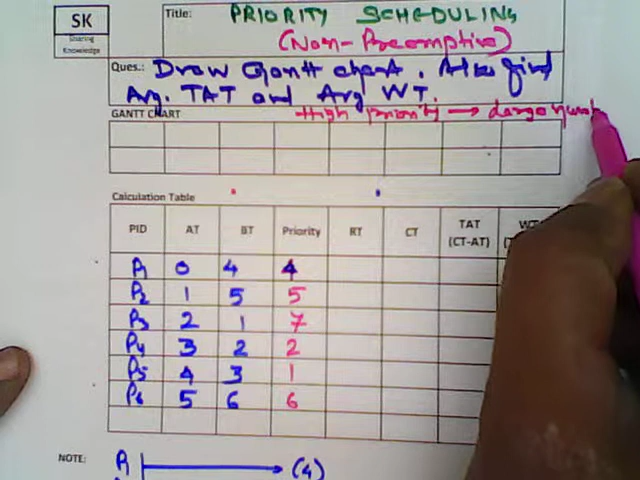 SK
Sharing
Knowledge
Title: PRIORITY SCHEDULING
(Non-Preemptive)
Ques.: Draw Gantt chart. Also find
Avg. TAT and Avg WT.
GANTT CHART High priority → Large
Calculation Table
PID AT BT Priority RT CT TAT (CT-AT)
P1 0 4 4
P2 1 5 5
P3 2 1 7
P4 3 2 2
P5 4 3 1
P6 5 6 6
NOTE: P1 (4)